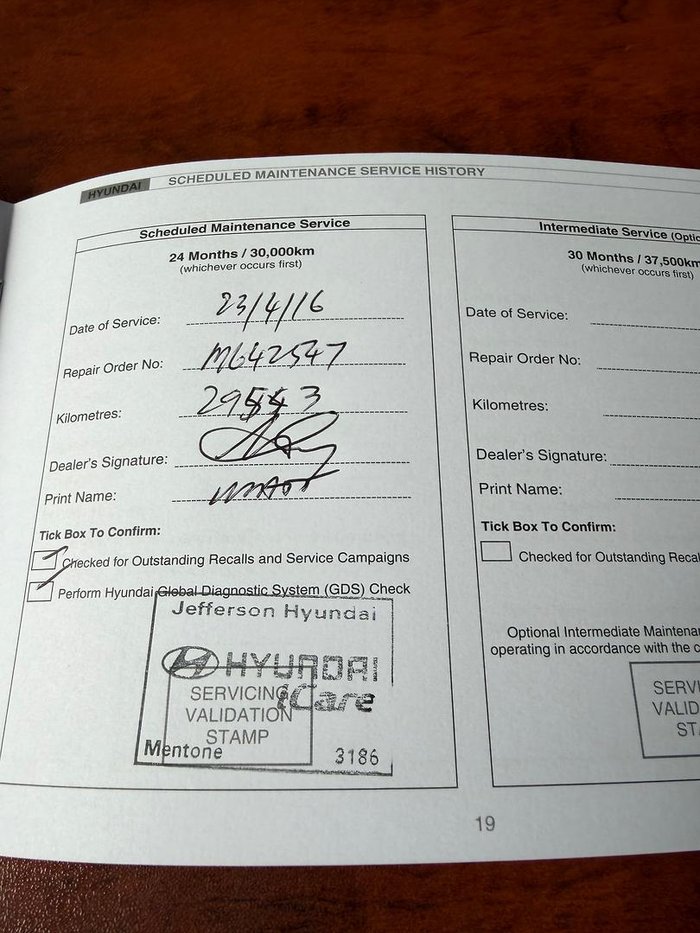 HYUNDAI SCHEDULED MAINTENANCE SERVICE HISTORY
Scheduled Maintenance Service
24 Months / 30,000km
(whichever occurs first)
Date of Service: 23/4/16
Repair Order No: M642547
Kilometres:
Dealer's Signature:
Print Name:
Tick Box To Confirm:
Checked for Outstanding Recalls and Service Campaigns
Perform Hyundai Global Diagnostic System (GDS) Check
Jefferson Hyundai
HYUNDAI
iCare
SERVICING
VALIDATION
STAMP
Mentone 3186
Intermediate Service (Optio
30 Months / 37,500km
(whichever occurs first)
Date of Service:
Repair Order No:
Kilometres:
Dealer's Signature:
Print Name:
Tick Box To Confirm:
Checked for Outstanding Reca
Optional Intermediate Maintenan
operating in accordance with the c
SERVI
VALID
ST
19